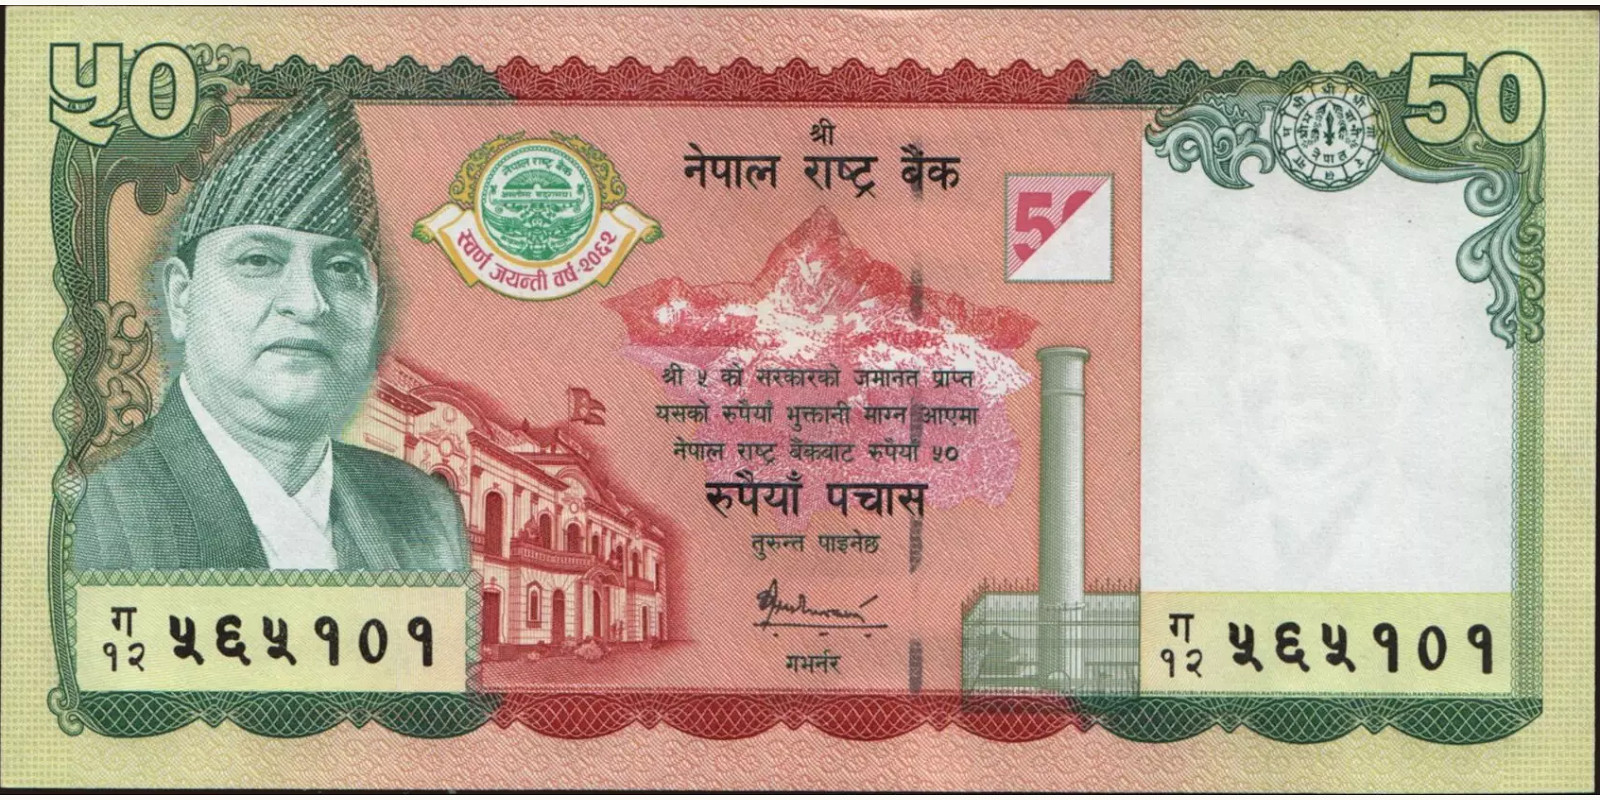 ५०
50
श्री
नेपाल राष्ट्र बैंक
नेपाल राष्ट्र बैंक
स्वर्ण जयन्ती वर्ष-२०६२
50
श्री ५ को सरकारको जमानत प्राप्त
यसको रुपैयाँ भुक्तानी माग्न आएमा
नेपाल राष्ट्र बैंकबाट रुपैयाँ ५०
रुपैयाँ पचास
तुरुन्त पाइनेछ
गभर्नर
ग
१२ ५६५१०१
ग
१२ ५६५१०१